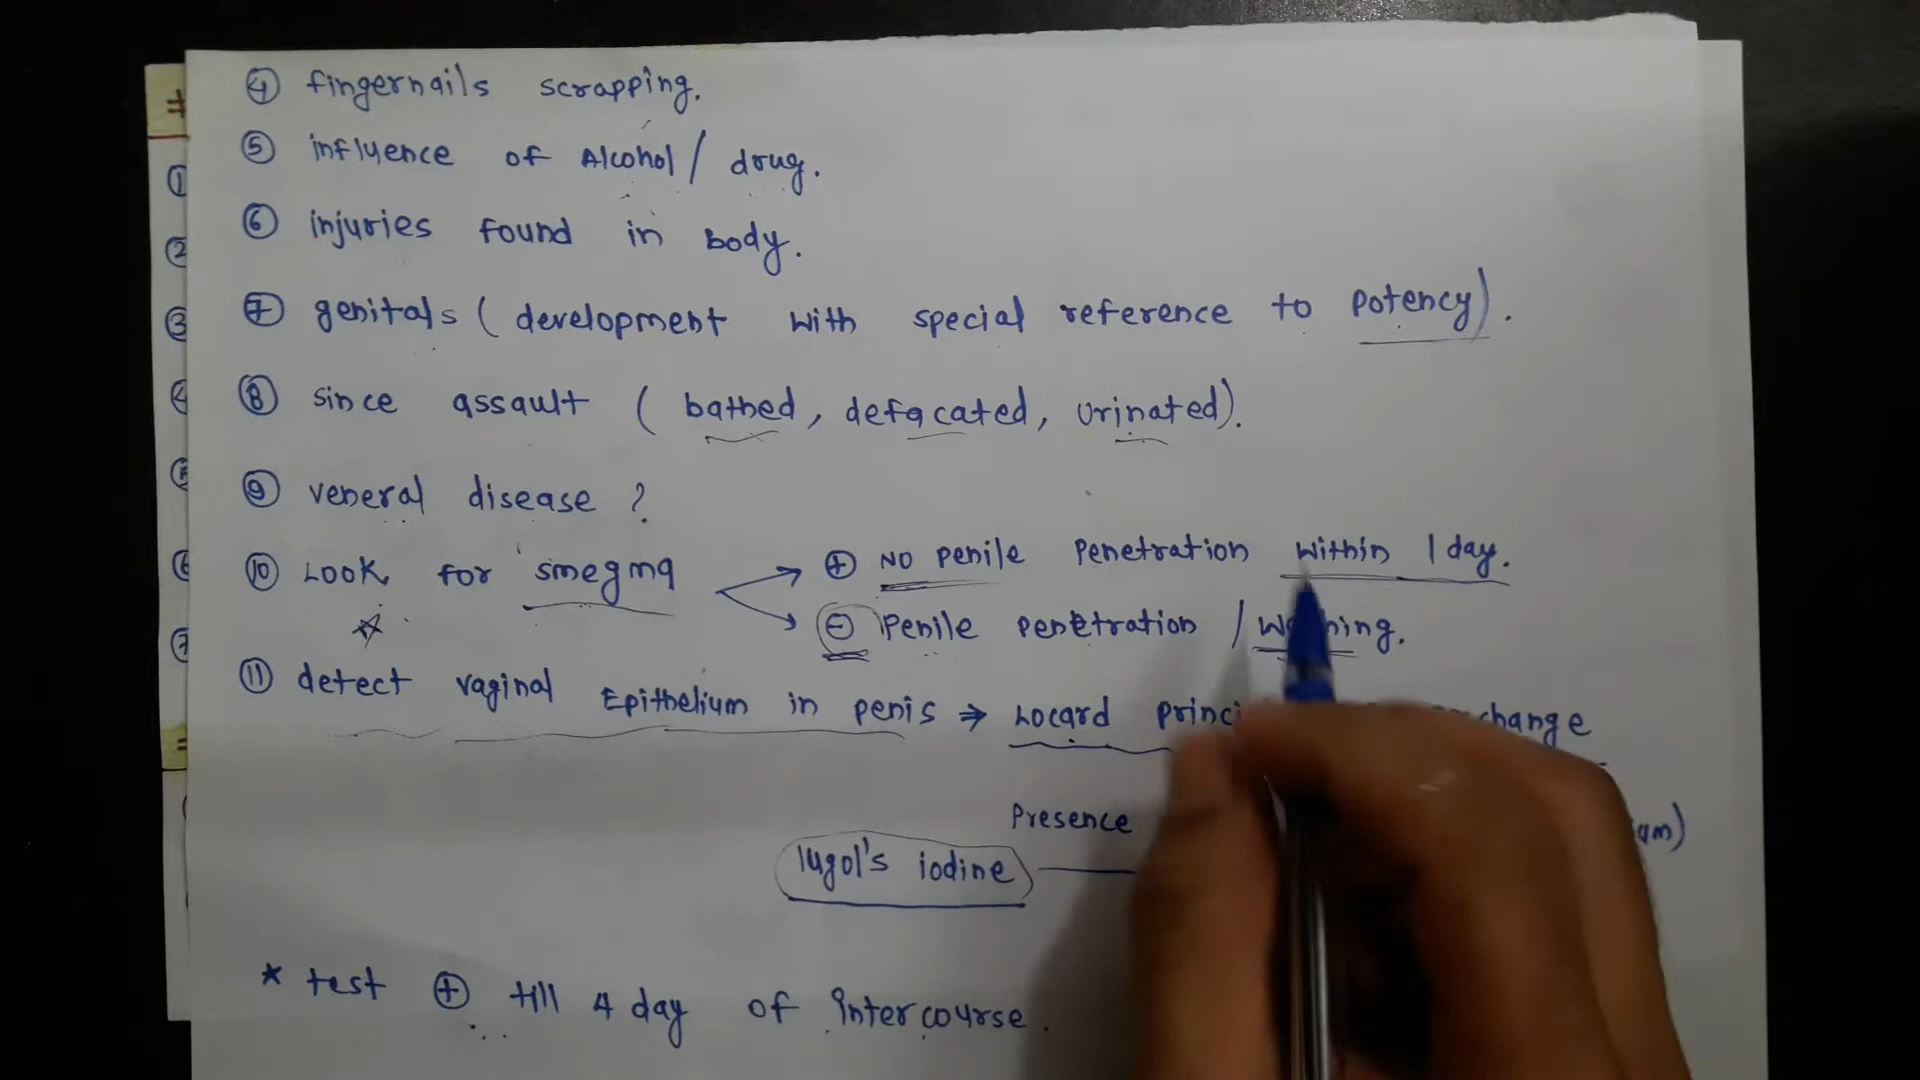 ④ fingernails scrapping.
⑤ influence of Alcohol / drug.
⑥ injuries found in body.
⑦ genitals ( development with special reference to potency ) .
⑧ since assault ( bathed, defacated, urinated).
⑨ veneral disease ?
⑩ LOOK for smegma
⊕ NO penile penetration within 1 day.
⊖ Penile penetration /
⑪ detect vaginal Epithelium in penis ⇒ Locard
Presence
lugol's iodine
* test ⊕ till 4 day of intercourse.